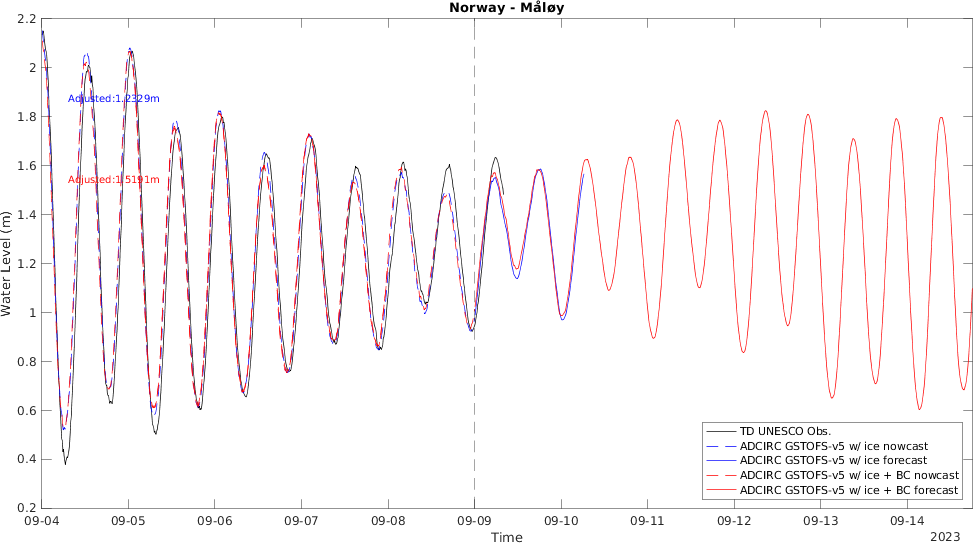 Norway - Måløy
2.2
2
1.8
1.6
1.4
1.2
1
0.8
0.6
0.4
0.2
Water Level (m)
Adjusted:1.2329m
Adjusted:1.5191m
TD UNESCO Obs.
ADCIRC GSTOFS-v5 w/ ice nowcast
ADCIRC GSTOFS-v5 w/ ice forecast
ADCIRC GSTOFS-v5 w/ ice + BC nowcast
ADCIRC GSTOFS-v5 w/ ice + BC forecast
09-04 09-05 09-06 09-07 09-08 09-09 09-10 09-11 09-12 09-13 09-14
Time
2023